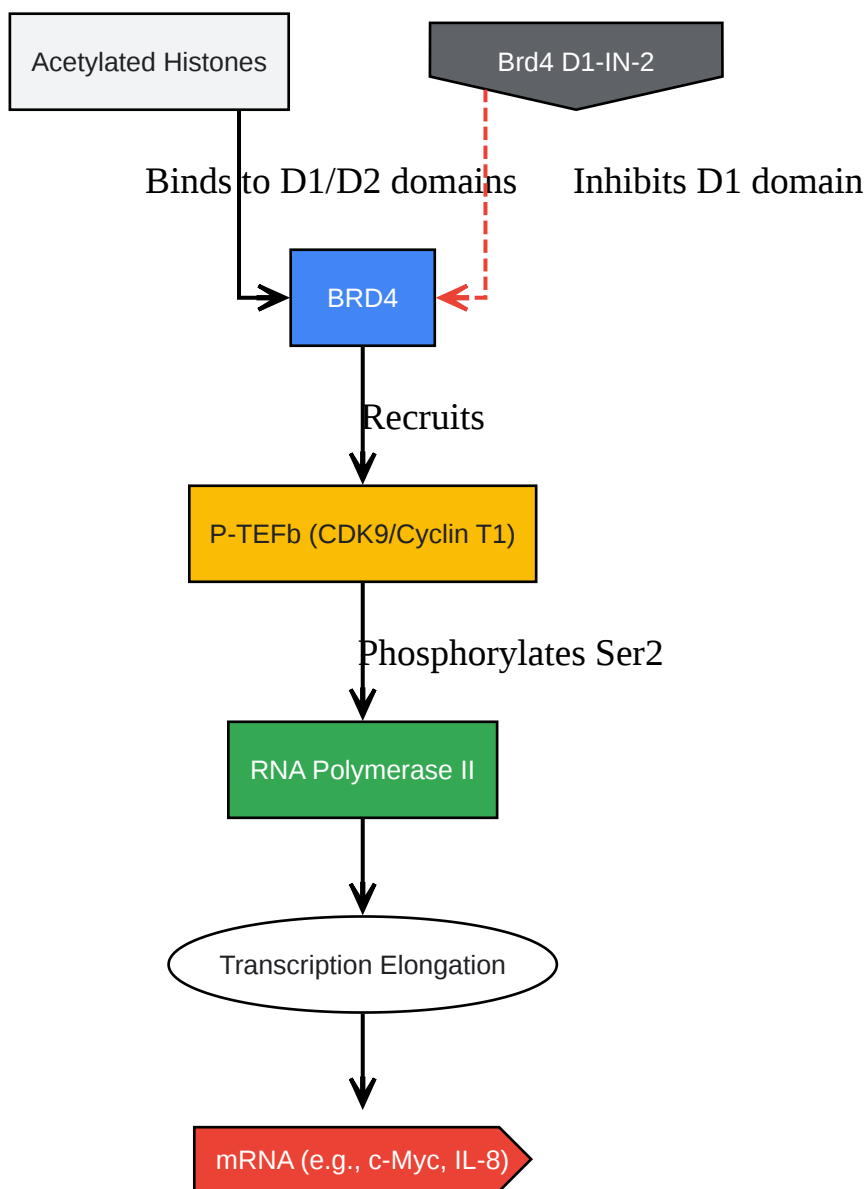 Acetylated Histones
Brd4 D1-IN-2
Binds to D1/D2 domains
Inhibits D1 domain
BRD4
Recruits
P-TEFb (CDK9/Cyclin T1)
Phosphorylates Ser2
RNA Polymerase II
Transcription Elongation
mRNA (e.g., c-Myc, IL-8)